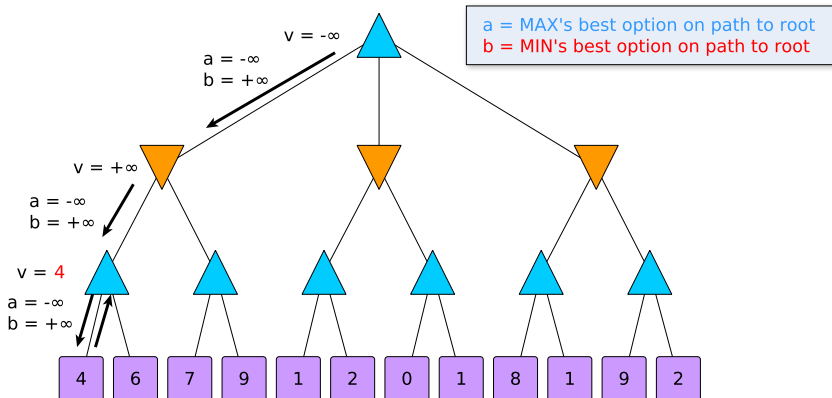 a = MAX's best option on path to root
b = MIN's best option on path to root
v = -∞
a = -∞
b = +∞
v = +∞
a = -∞
b = +∞
v = 4
a = -∞
b = +∞
4 6 7 9 1 2 0 1 8 1 9 2